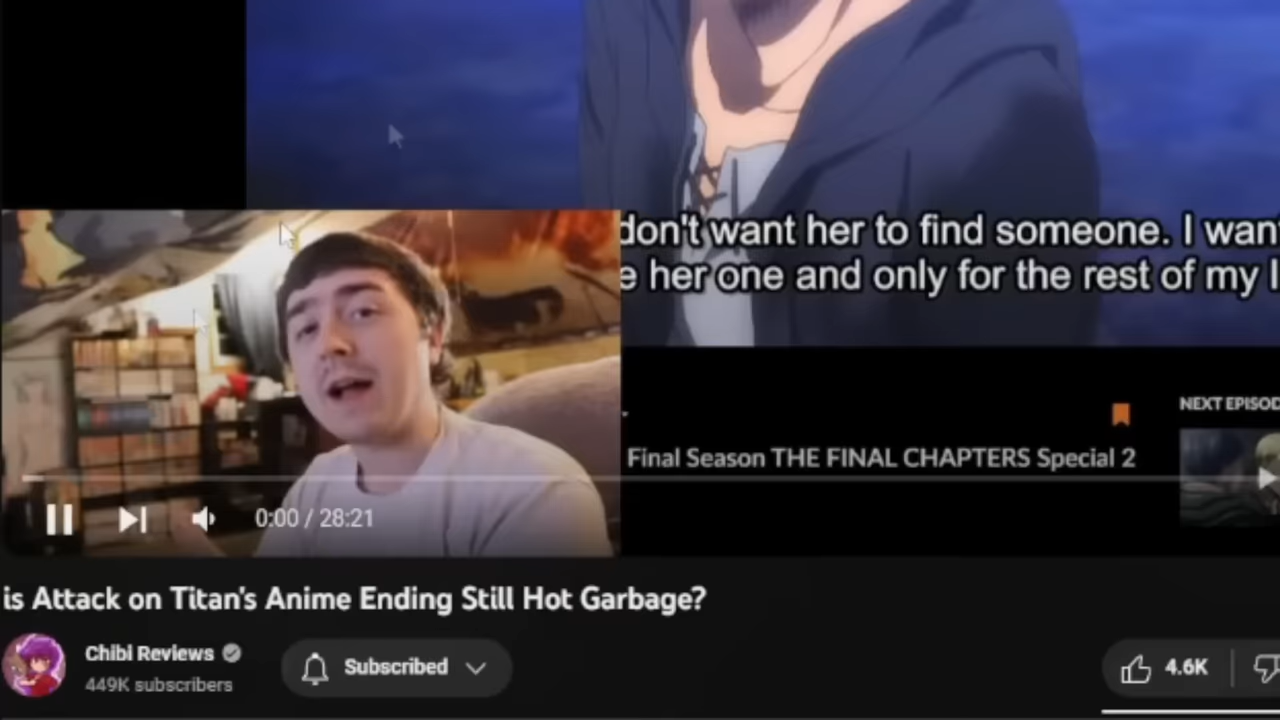 don't want her to find someone. I wan
e her one and only for the rest of my l
NEXT EPISOD
Final Season THE FINAL CHAPTERS Special 2
0:00 / 28:21
is Attack on Titan's Anime Ending Still Hot Garbage?
Chibi Reviews
449K subscribers
Subscribed
4.6K